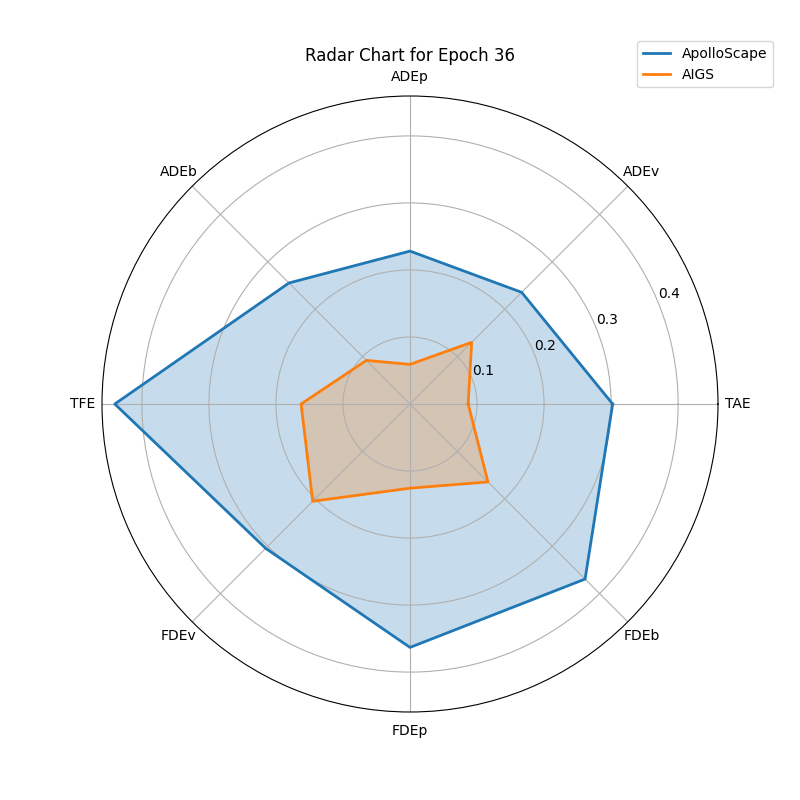 Radar Chart for Epoch 36
ApolloScape
AIGS
ADEp
ADEb
ADEv
0.4
0.3
0.2
0.1
TFE
TAE
FDEv
FDEb
FDEp